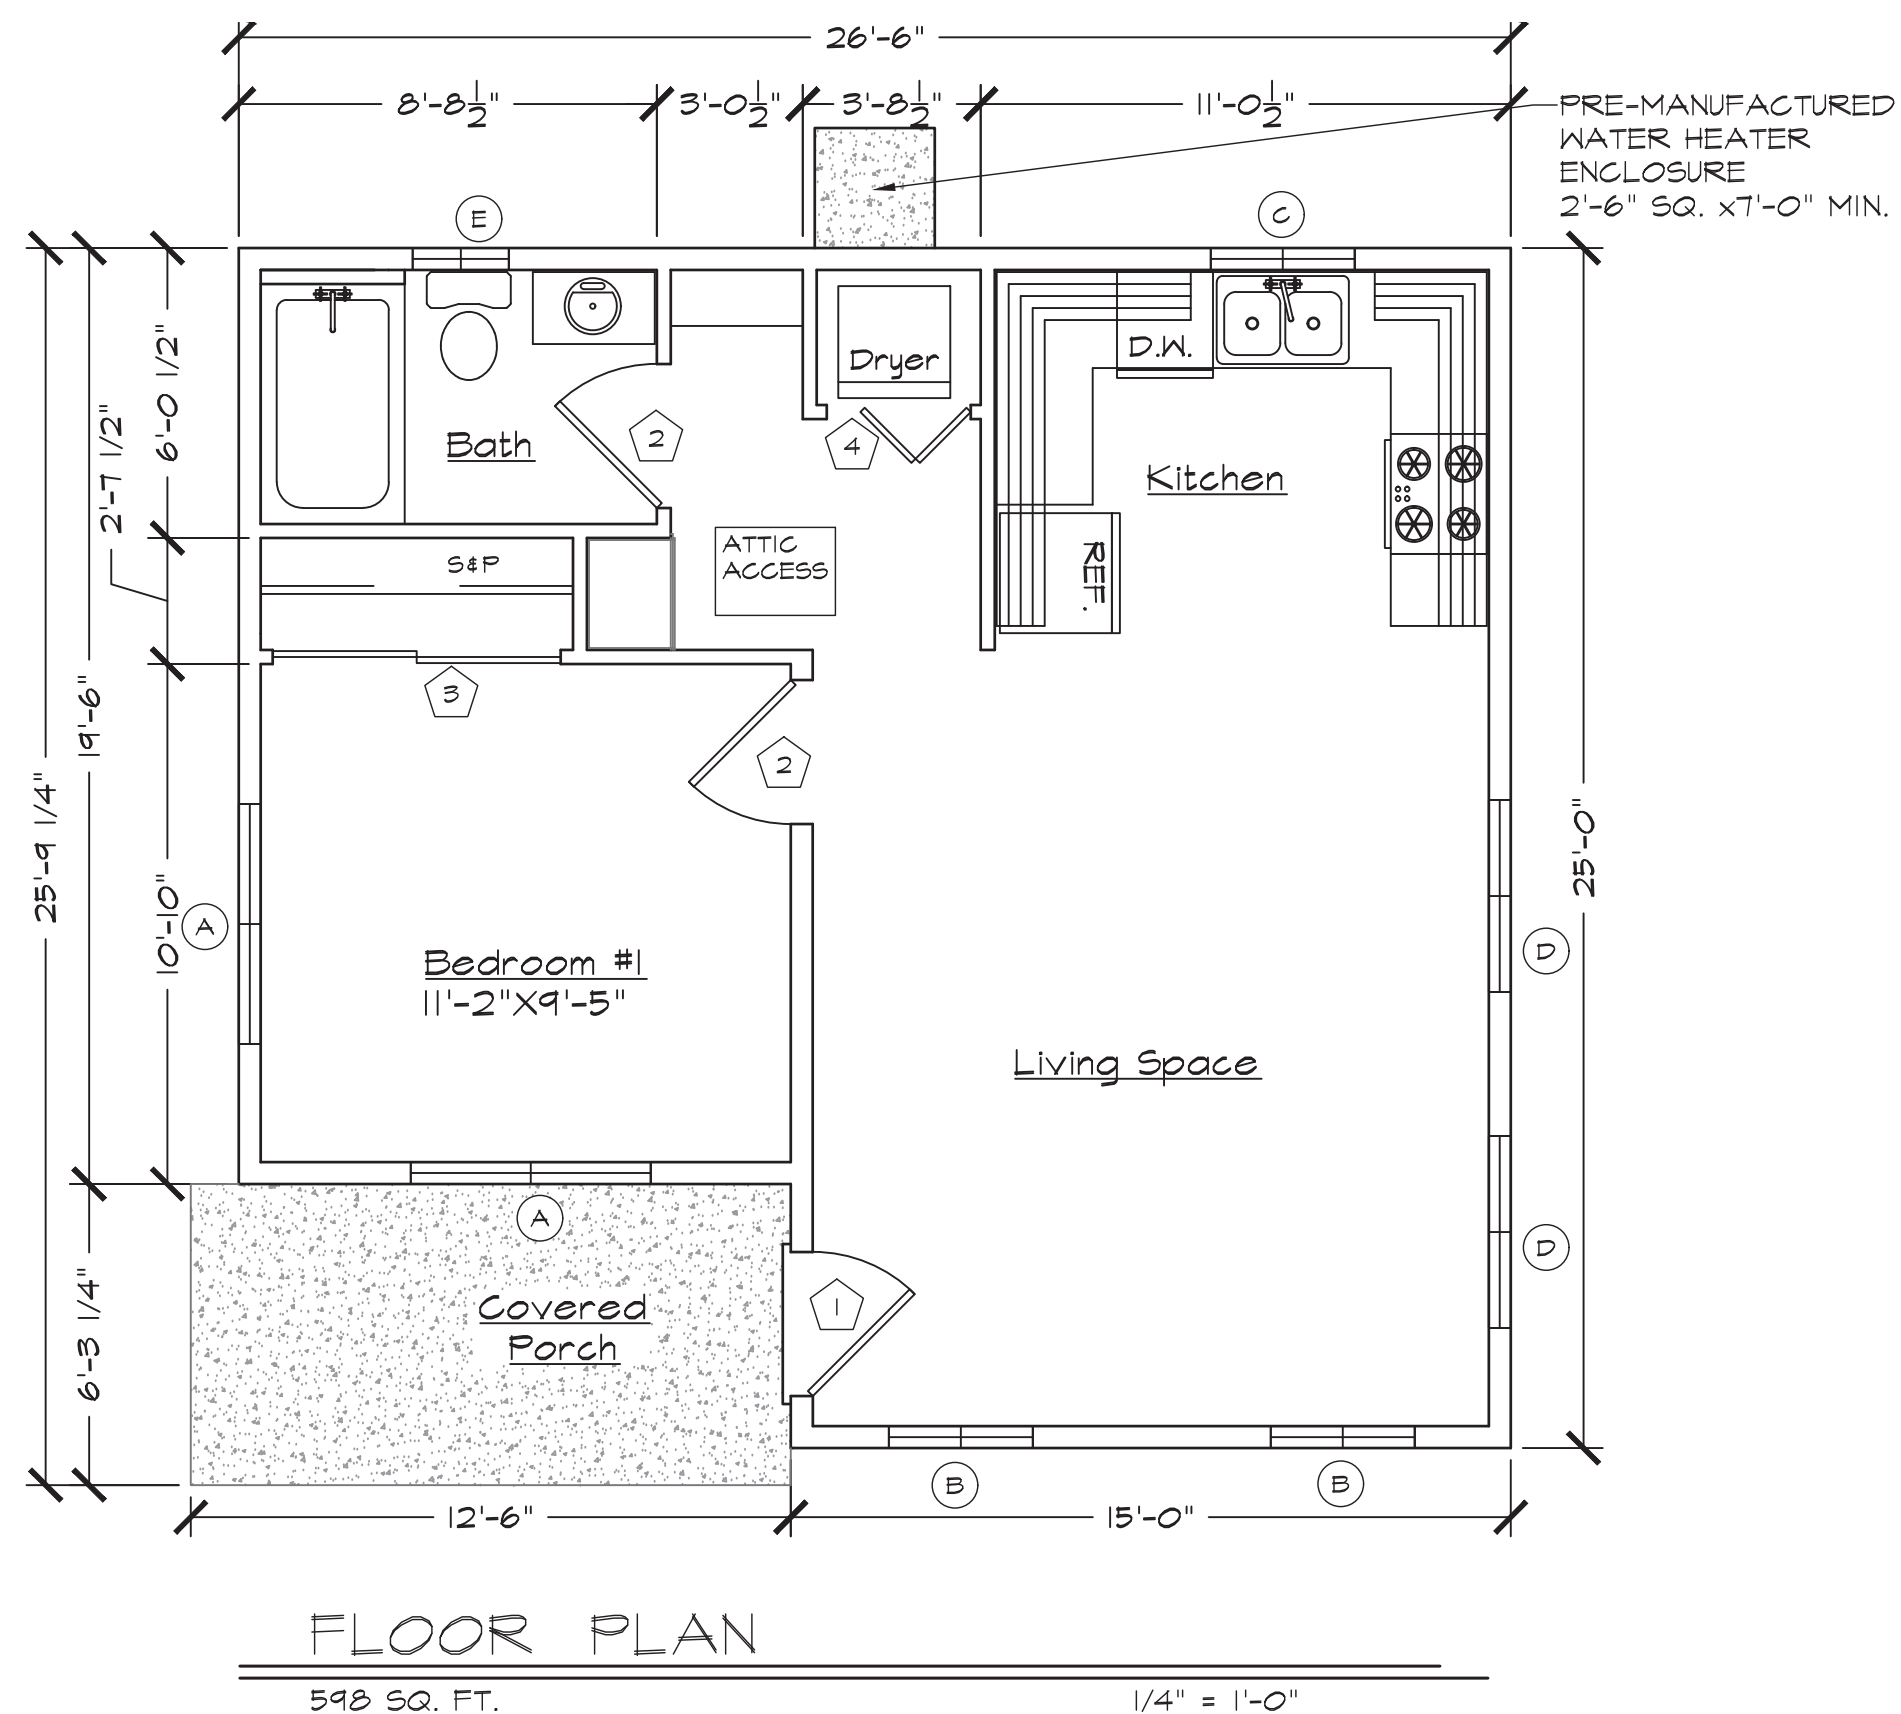 26'-6"
8'-8 1/2"
3'-0 1/2"
3'-8 1/2"
11'-0 1/2"
PRE-MANUFACTURED
WATER HEATER
ENCLOSURE
2'-6" SQ. x7'-0" MIN.
E
C
6'-0 1/2"
2'-7 1/2"
19'-6"
25'-9 1/4"
10'-10"
6'-3 1/4"
25'-0"
Dryer
D.W.
Bath
2
4
Kitchen
S&P
ATTIC
ACCESS
REF.
3
2
A
Bedroom #1
11'-2"X9'-5"
D
Living Space
A
D
1
Covered
Porch
B
B
12'-6"
15'-0"
FLOOR PLAN
598 SQ. FT.
1/4" = 1'-0"